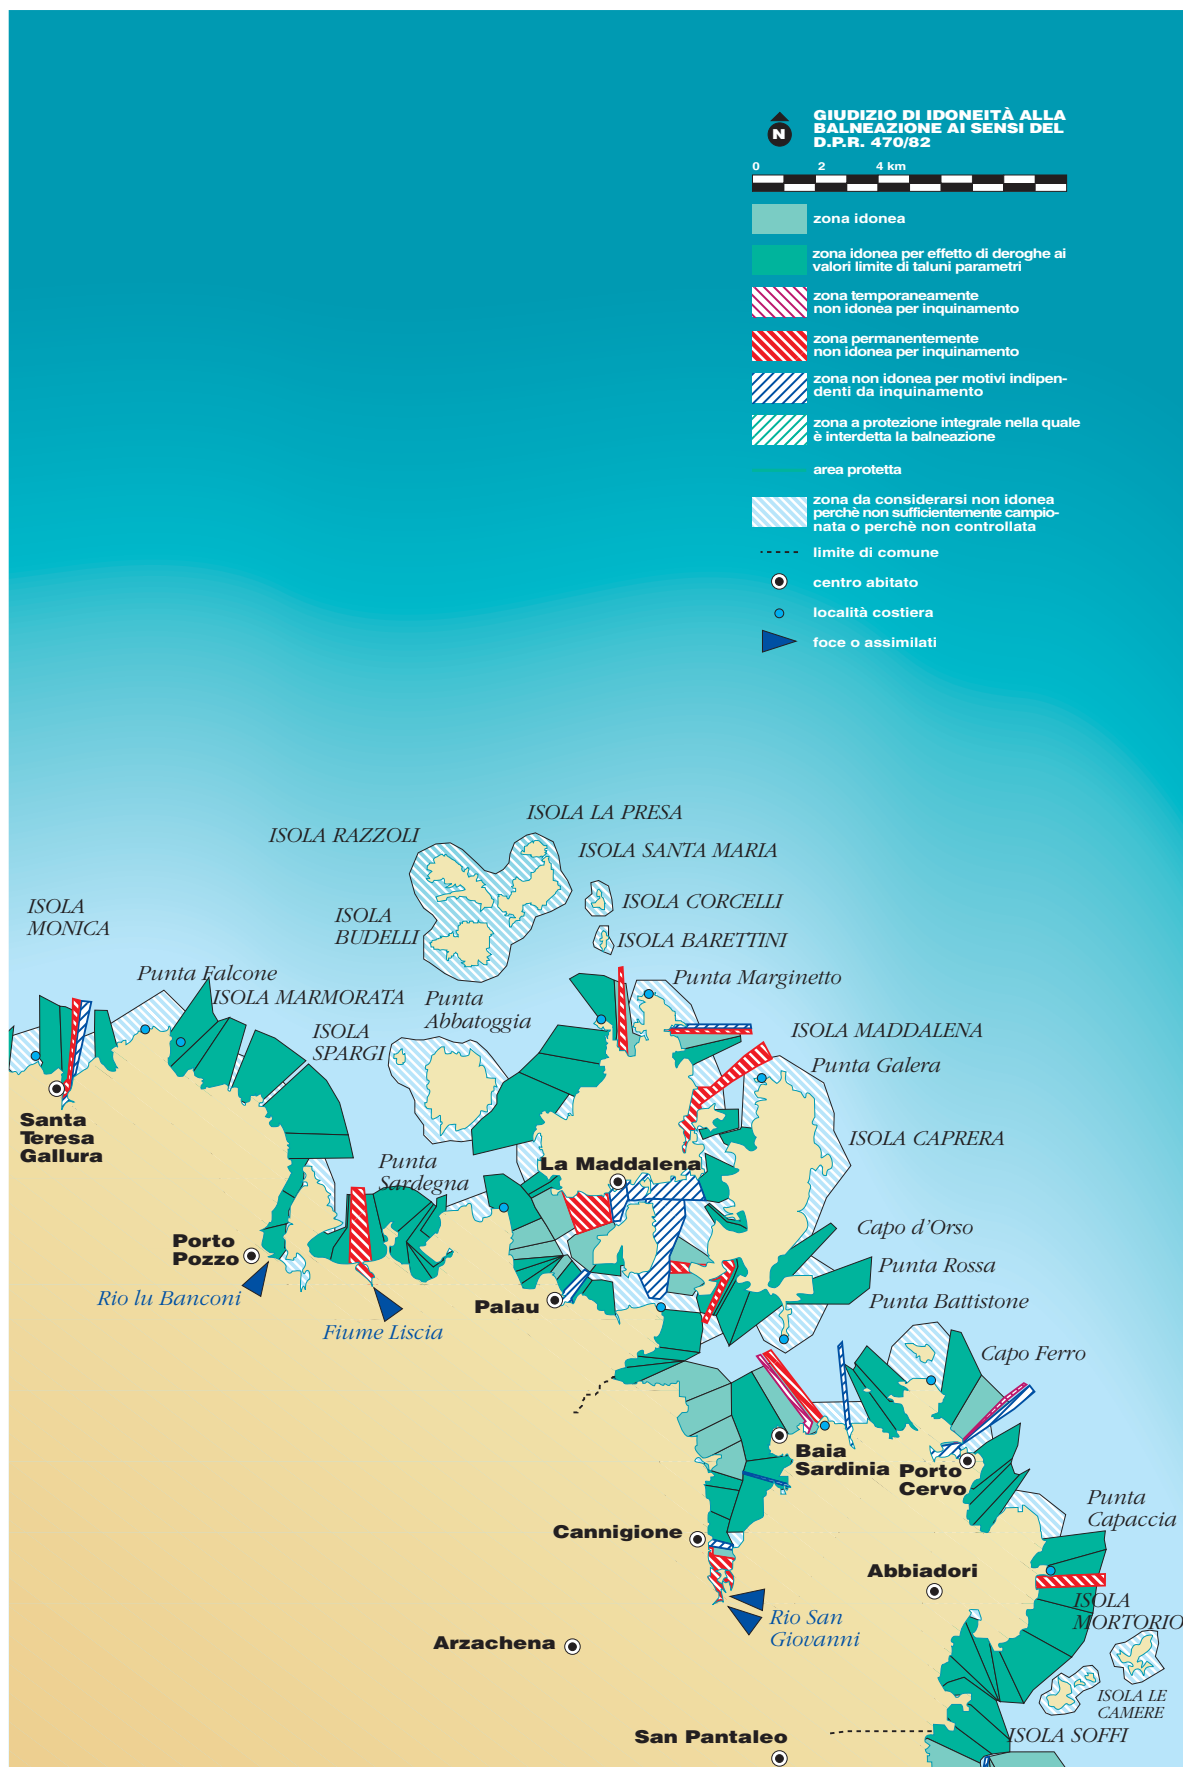 N
GIUDIZIO DI IDONEITÀ ALLA
BALNEAZIONE AI SENSI DEL
D.P.R. 470/82
0 2 4 km
zona idonea
zona idonea per effetto di deroghe ai
valori limite di taluni parametri
zona temporaneamente
non idonea per inquinamento
zona permanentemente
non idonea per inquinamento
zona non idonea per motivi indipen-
denti da inquinamento
zona a protezione integrale nella quale
è interdetta la balneazione
area protetta
zona da considerarsi non idonea
perchè non sufficientemente campio-
nata o perchè non controllata
limite di comune
centro abitato
località costiera
foce o assimilati
ISOLA LA PRESA
ISOLA RAZZOLI
ISOLA SANTA MARIA
ISOLA CORCELLI
ISOLA
MONICA
ISOLA
BUDELLI
ISOLA BARETTINI
Punta Falcone
Punta Marginetto
ISOLA MARMORATA
Punta
Abbatoggia
ISOLA
SPARGI
ISOLA MADDALENA
Punta Galera
Santa
Teresa
Gallura
ISOLA CAPRERA
Punta
Sardegna
La Maddalena
Capo d'Orso
Porto
Pozzo
Punta Rossa
Rio lu Banconi
Palau
Punta Battistone
Fiume Liscia
Capo Ferro
Baia
Sardinia
Porto
Cervo
Punta
Capaccia
Cannigione
Abbiadori
ISOLA
MORTORIO
Rio San
Giovanni
Arzachena
ISOLA LE
CAMERE
San Pantaleo
ISOLA SOFFI